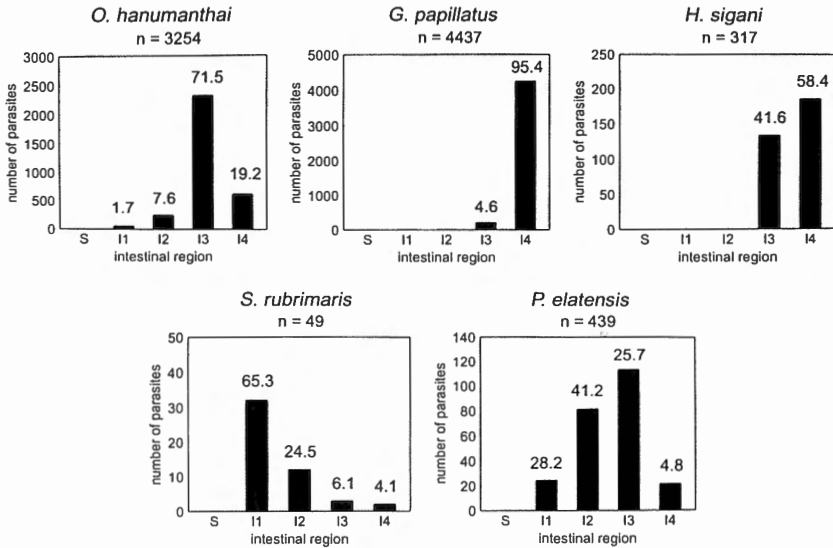 O. hanumanthai
n = 3254
number of parasites
3000
2500
2000
1500
1000
500
0
1.7
7.6
71.5
19.2
S I1 I2 I3 I4
intestinal region
G. papillatus
n = 4437
number of parasites
5000
4000
3000
2000
1000
0
4.6
95.4
S I1 I2 I3 I4
intestinal region
H. sigani
n = 317
number of parasites
250
200
150
100
50
0
41.6
58.4
S I1 I2 I3 I4
intestinal region
S. rubrimaris
n = 49
number of parasites
50
40
30
20
10
0
65.3
24.5
6.1
4.1
S I1 I2 I3 I4
intestinal region
P. elatensis
n = 439
number of parasites
140
120
100
80
60
40
20
0
28.2
41.2
25.7
4.8
S I1 I2 I3 I4
intestinal region